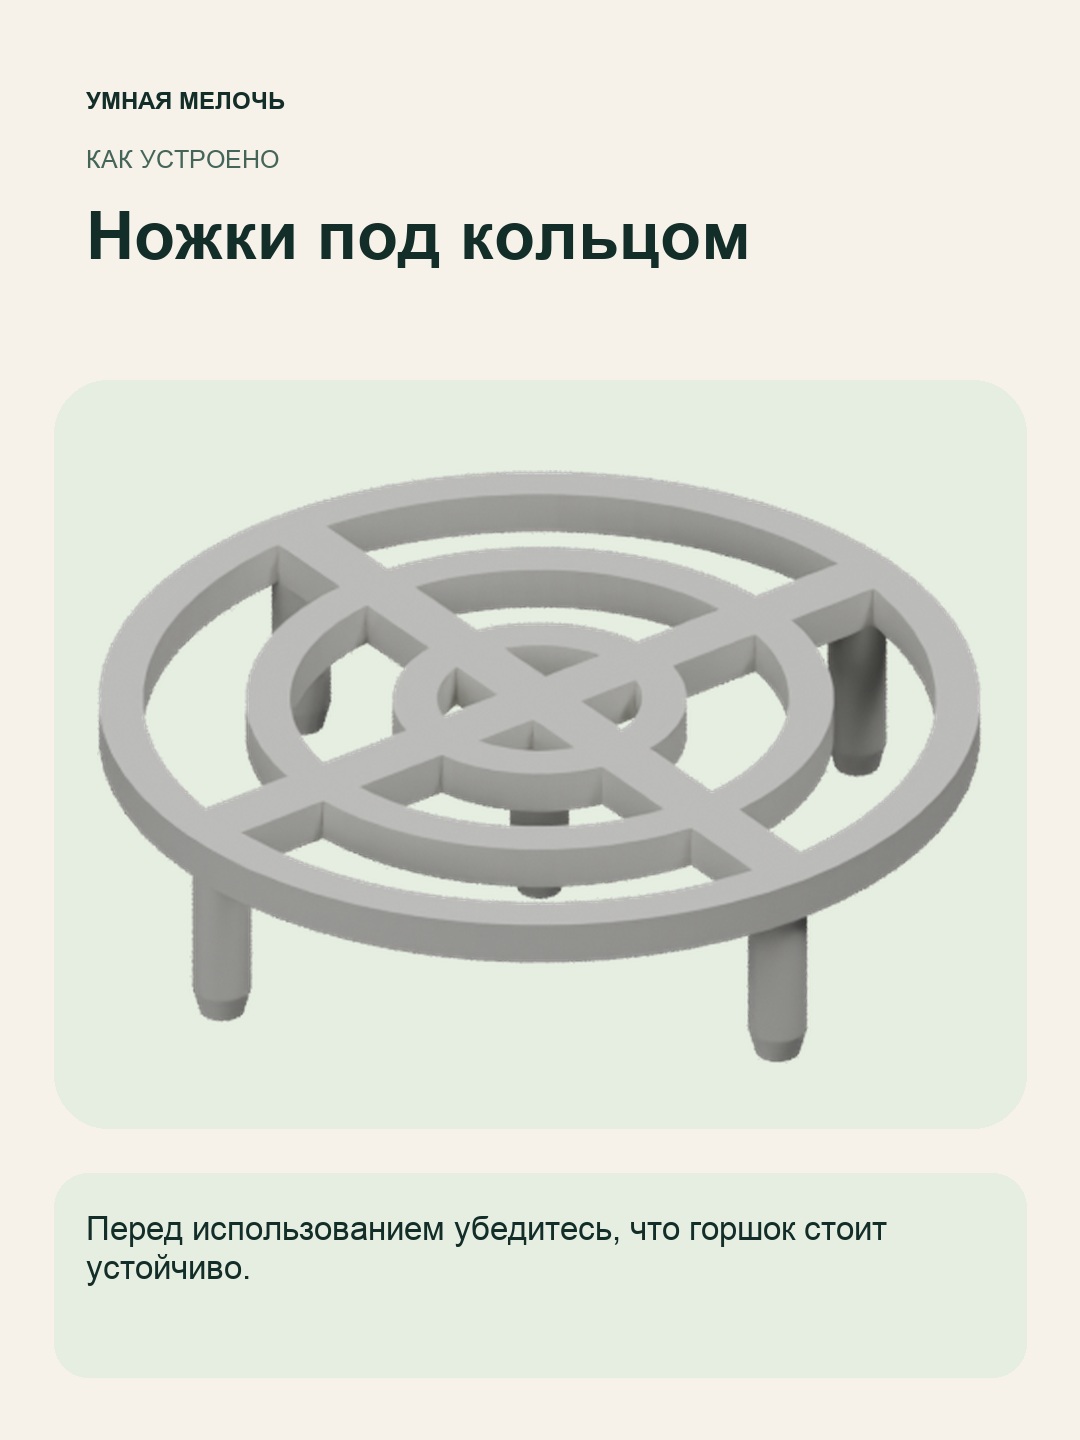 УМНАЯ МЕЛОЧЬ
КАК УСТРОЕНО
Ножки под кольцом
Перед использованием убедитесь, что горшок стоит
устойчиво.